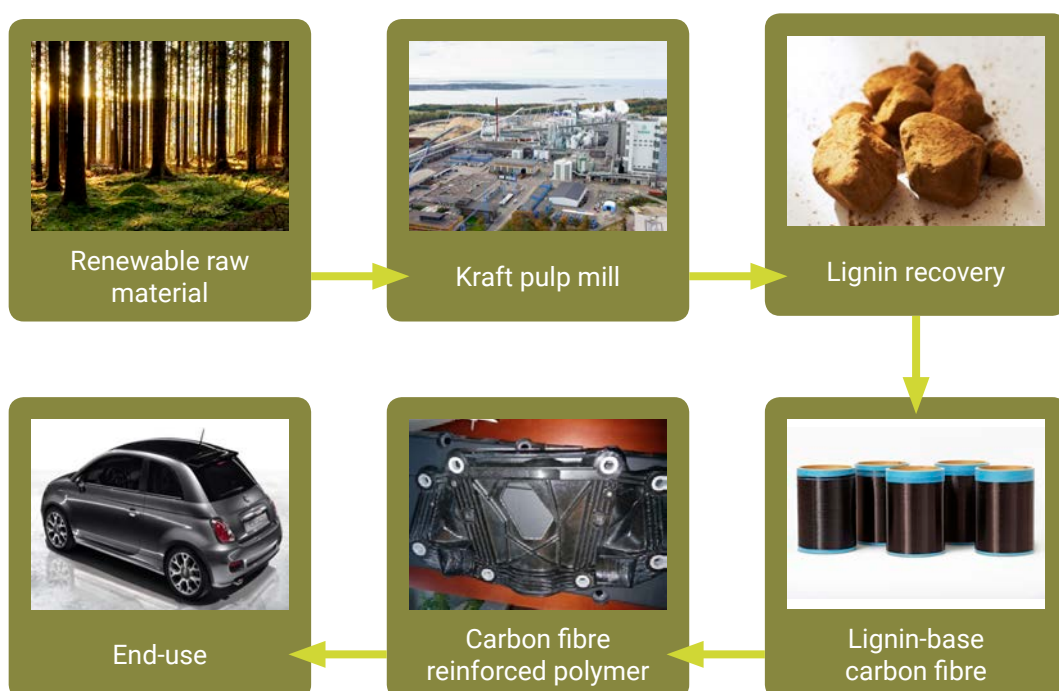 Renewable raw
material
Kraft pulp mill
Lignin recovery
Lignin-base
carbon fibre
Carbon fibre
reinforced polymer
End-use